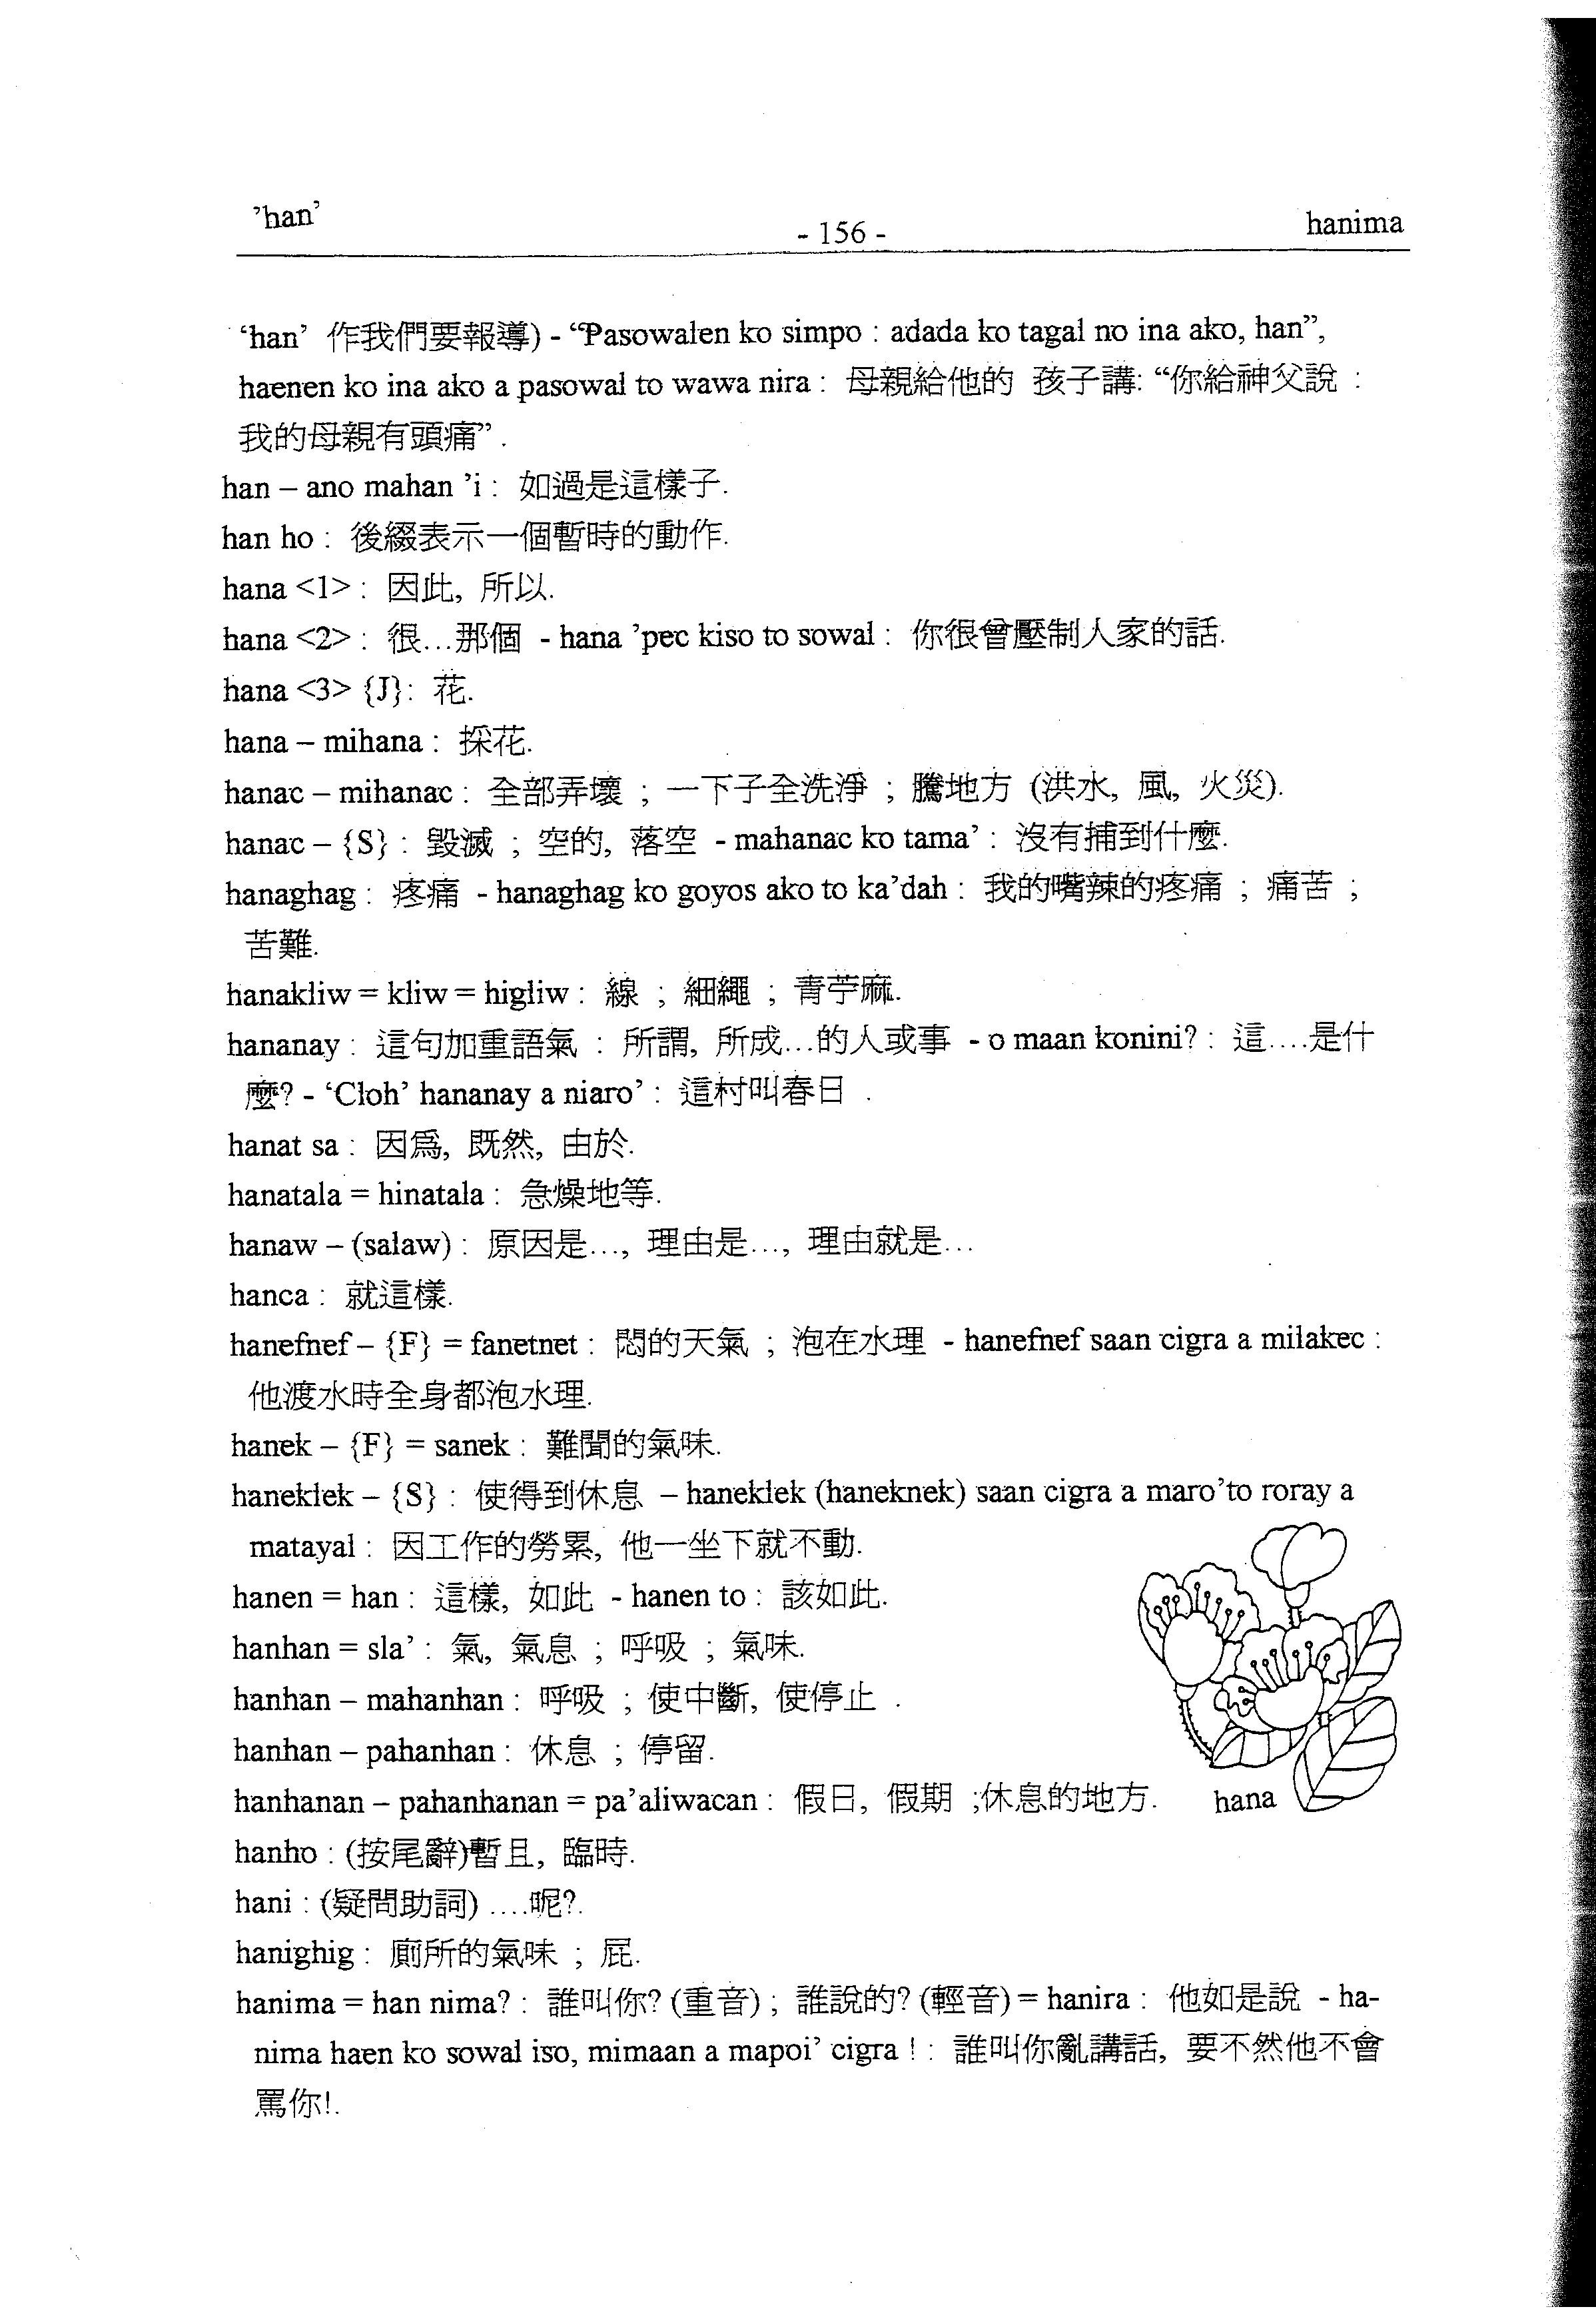 ’han’
- 156 -
hanima
‘han’ 作我們要報導) - “Pasowalen ko simpo : adada ko tagal no ina ako, han”,
haenen ko ina ako a pasowal to wawa nira : 母親給他的 孩子講: “你給神父說 :
我的母親有頭痛” .
han – ano mahan ’i : 如過是這樣子.
han ho : 後綴表示一個暫時的動作.
hana <1> : 因此, 所以.
hana <2> : 很…那個 - hana ’pec kiso to sowal : 你很曾壓制人家的話.
hana <3> {J}: 花.
hana – mihana : 採花.
hanac – mihanac : 全部弄壞 ; 一下子全洗淨 ; 騰地方 (洪水, 風, 火災).
hanac – {S} : 毀滅 ; 空的, 落空 - mahanac ko tama’ : 沒有捕到什麼.
hanaghag : 疼痛 - hanaghag ko goyos ako to ka’dah : 我的嘴辣的疼痛 ; 痛苦 ;
苦難.
hanakliw = kliw = higliw : 線 ; 細繩 ; 青苧麻.
hananay : 這句加重語氣 : 所謂, 所成…的人或事 - o maan konini? : 這….是什
麼? - ‘Cloh’ hananay a niaro’ : 這村叫春日 .
hanat sa : 因為, 既然, 由於.
hanatala = hinatala : 急燥地等.
hanaw – (salaw) : 原因是…, 理由是…, 理由就是…
hanca : 就這樣.
hanefnef – {F} = fanetnet : 悶的天氣 ; 泡在水理 - hanefnef saan cigra a milakec :
他渡水時全身都泡水理.
hanek – {F} = sanek : 難聞的氣味.
haneklek – {S} : 使得到休息 – haneklek (haneknek) saan cigra a maro’to roray a
matayal : 因工作的勞累, 他一坐下就不動.
hanen = han : 這樣, 如此 - hanen to : 該如此.
hanhan = sla’ : 氣, 氣息 ; 呼吸 ; 氣味.
hanhan – mahanhan : 呼吸 ; 使中斷, 使停止 .
hanhan – pahanhan : 休息 ; 停留.
hanhanan – pahanhanan = pa’aliwacan : 假日, 假期 ;休息的地方.
hana
hanho : (按尾辭)暫且, 臨時.
hani : (疑問助詞) ….呢?.
hanighig : 廁所的氣味 ; 屁.
hanima = han nima? : 誰叫你? (重音) ; 誰說的? (輕音) = hanira : 他如是說 - ha-
nima haen ko sowal iso, mimaan a mapoi’ cigra ! : 誰叫你亂講話, 要不然他不會
罵你!.